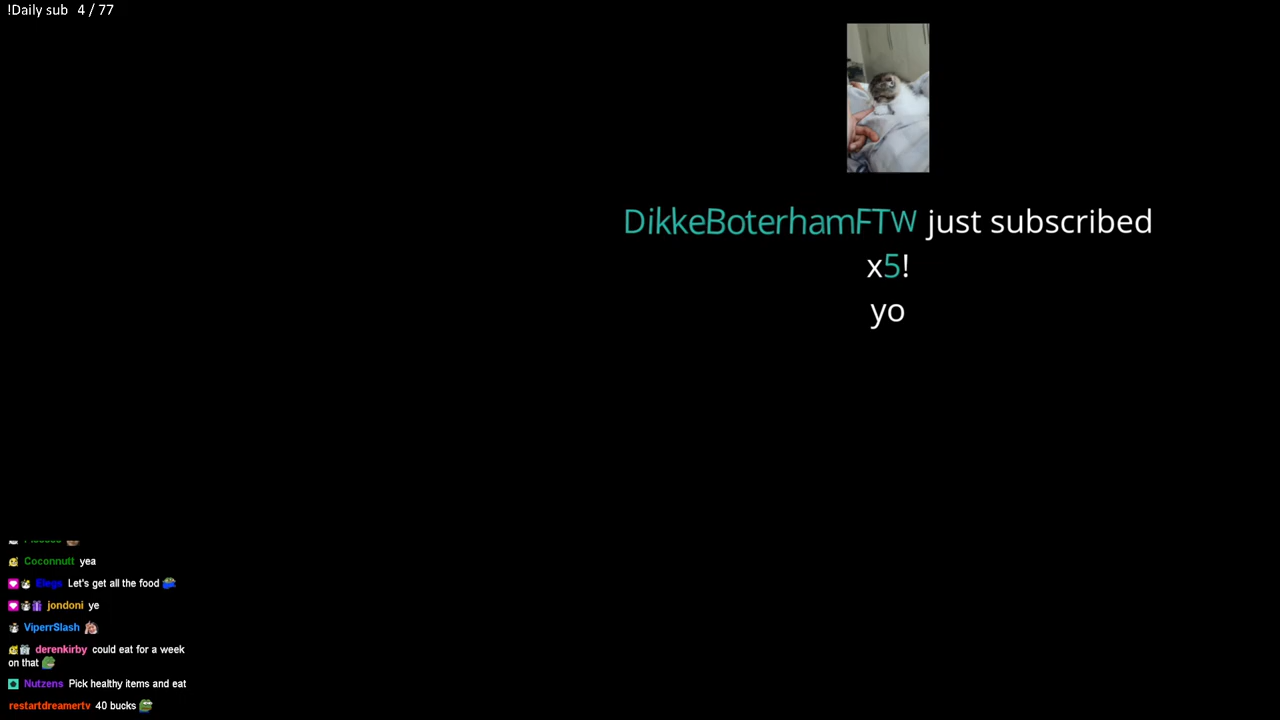 !Daily sub 4 / 77
DikkeBoterhamFTW just subscribed
x5!
yo
Coconnutt yea
Elegs Let's get all the food
jondoni ye
ViperrSlash
derenkirby could eat for a week
on that
Nutzens Pick healthy items and eat
restartdreamertv 40 bucks